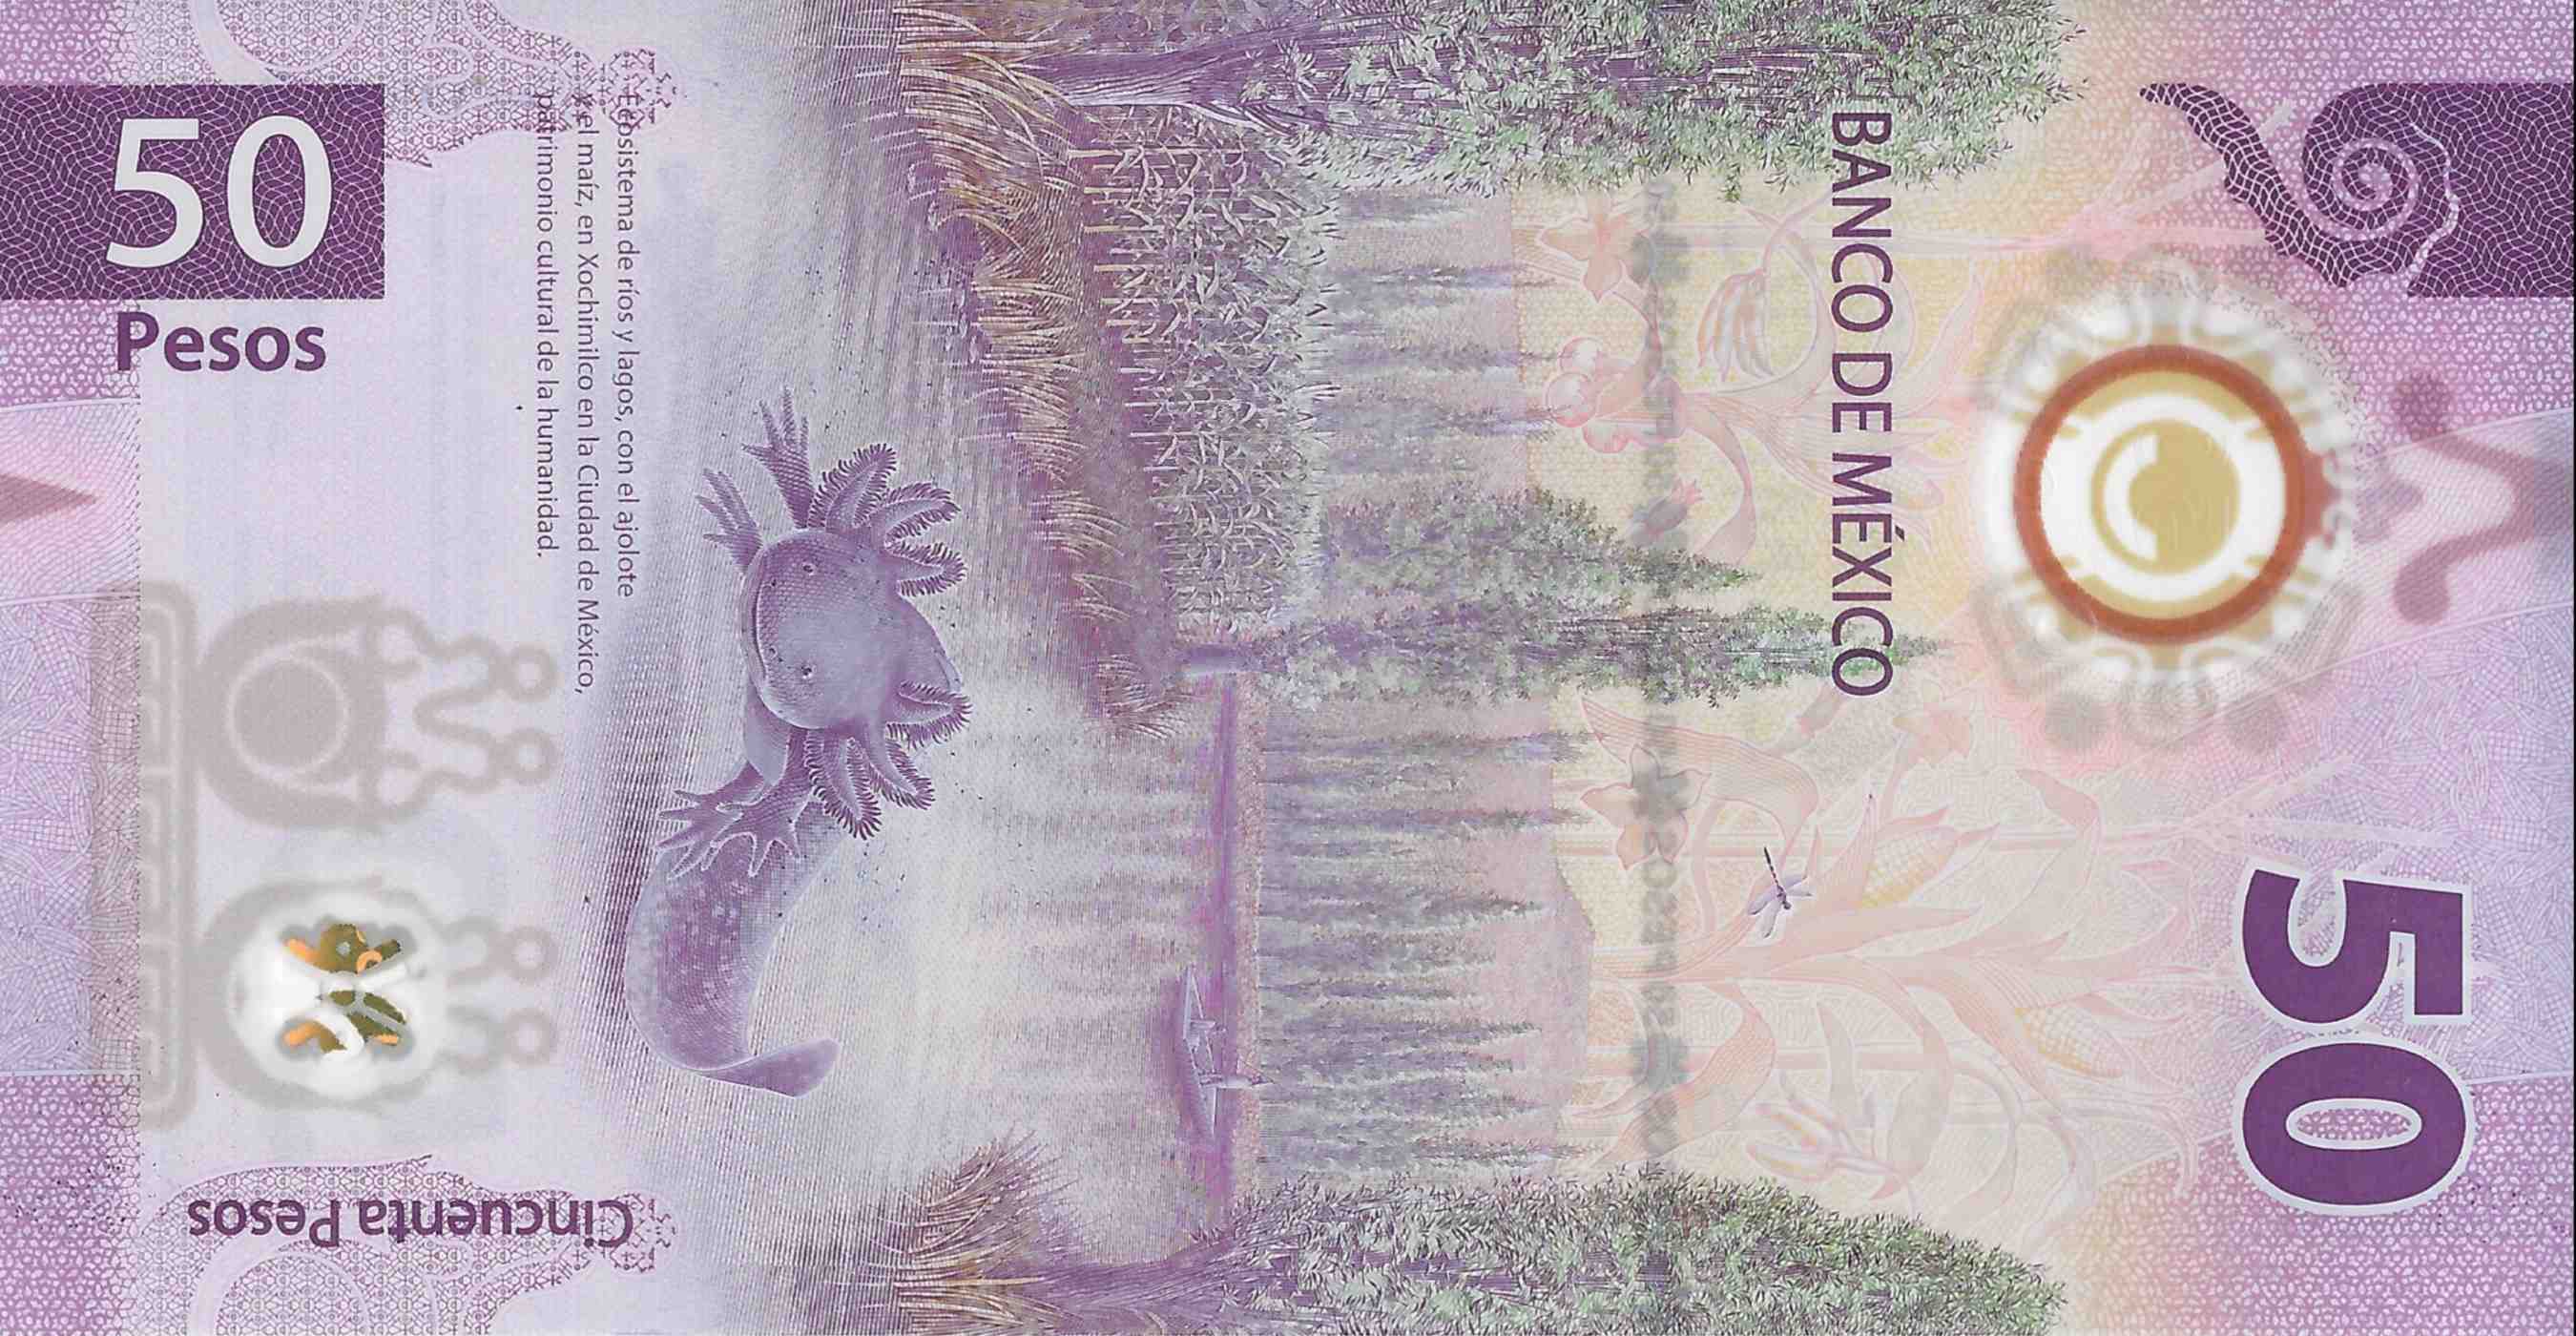 50
Pesos
BANCO DE MÉXICO
50
Ecosistema de ríos y lagos, con el ajolote
y el maíz, en Xochimilco en la Ciudad de México,
patrimonio cultural de la humanidad.
Cincuenta Pesos